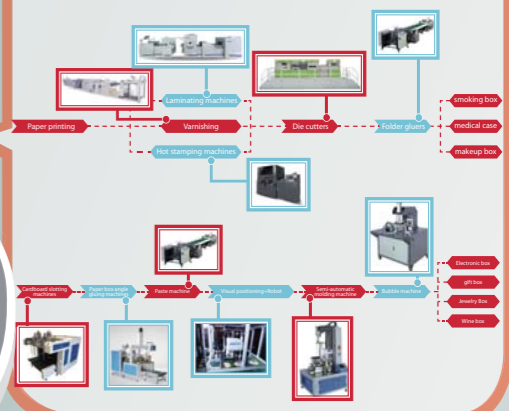 Laminating machines
smoking box
Paper printing
Varnishing
Die cutters
Folder gluers
medical case
Hot stamping machines
makeup box
Electronic box
Cardboard slotting
machines
Paper box angle
gluing machine
Paste machine
Visual positioning+Robot
Semi-automatic
molding machine
Bubble machine
gift box
Jewelry Box
Wine box